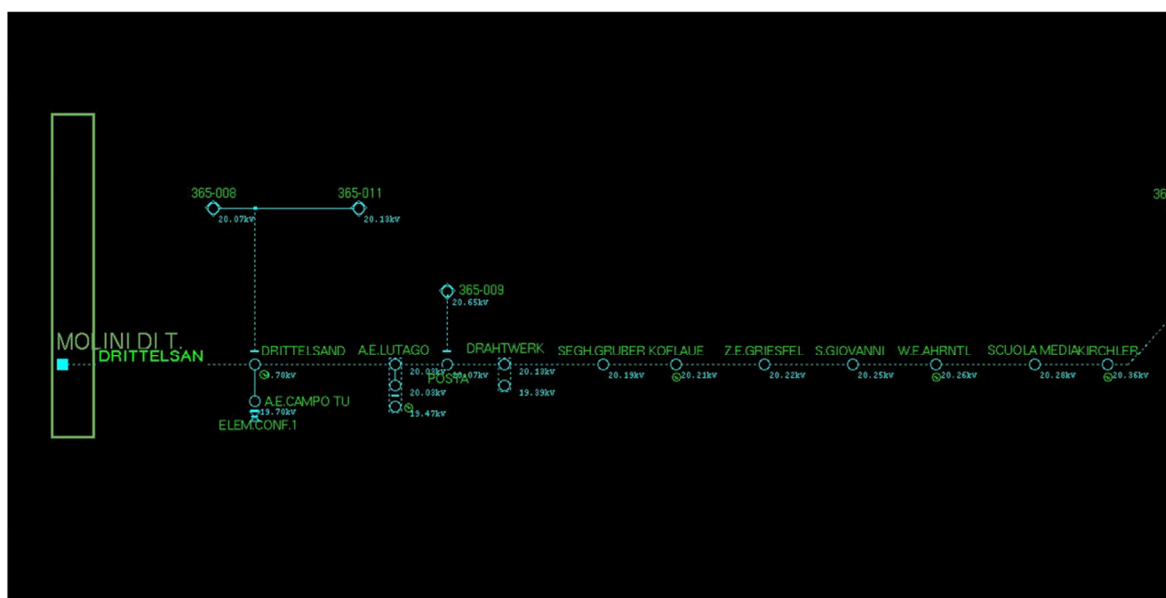 365-008
365-011
36
20.07kV
20.13kV
365-009
20.65kV
MOLINI DI T.
DRITTELSAN
DRITTELSAND
A.E.LUTAGO
DRAHTWERK
SEGH.GRUBER
KOFLAUE
Z.E.GRIESFEL
S.GIOVANNI
W.E.AHRNTL
SCUOLA MEDIA
KIRCHLER
20.03kV
20.07kV
20.13kV
20.19kV
20.21kV
20.22kV
20.25kV
20.26kV
20.28kV
20.36kV
POSTA
20.03kV
19.39kV
A.E.CAMPO TU
19.70kV
19.47kV
ELEM.CONF.1